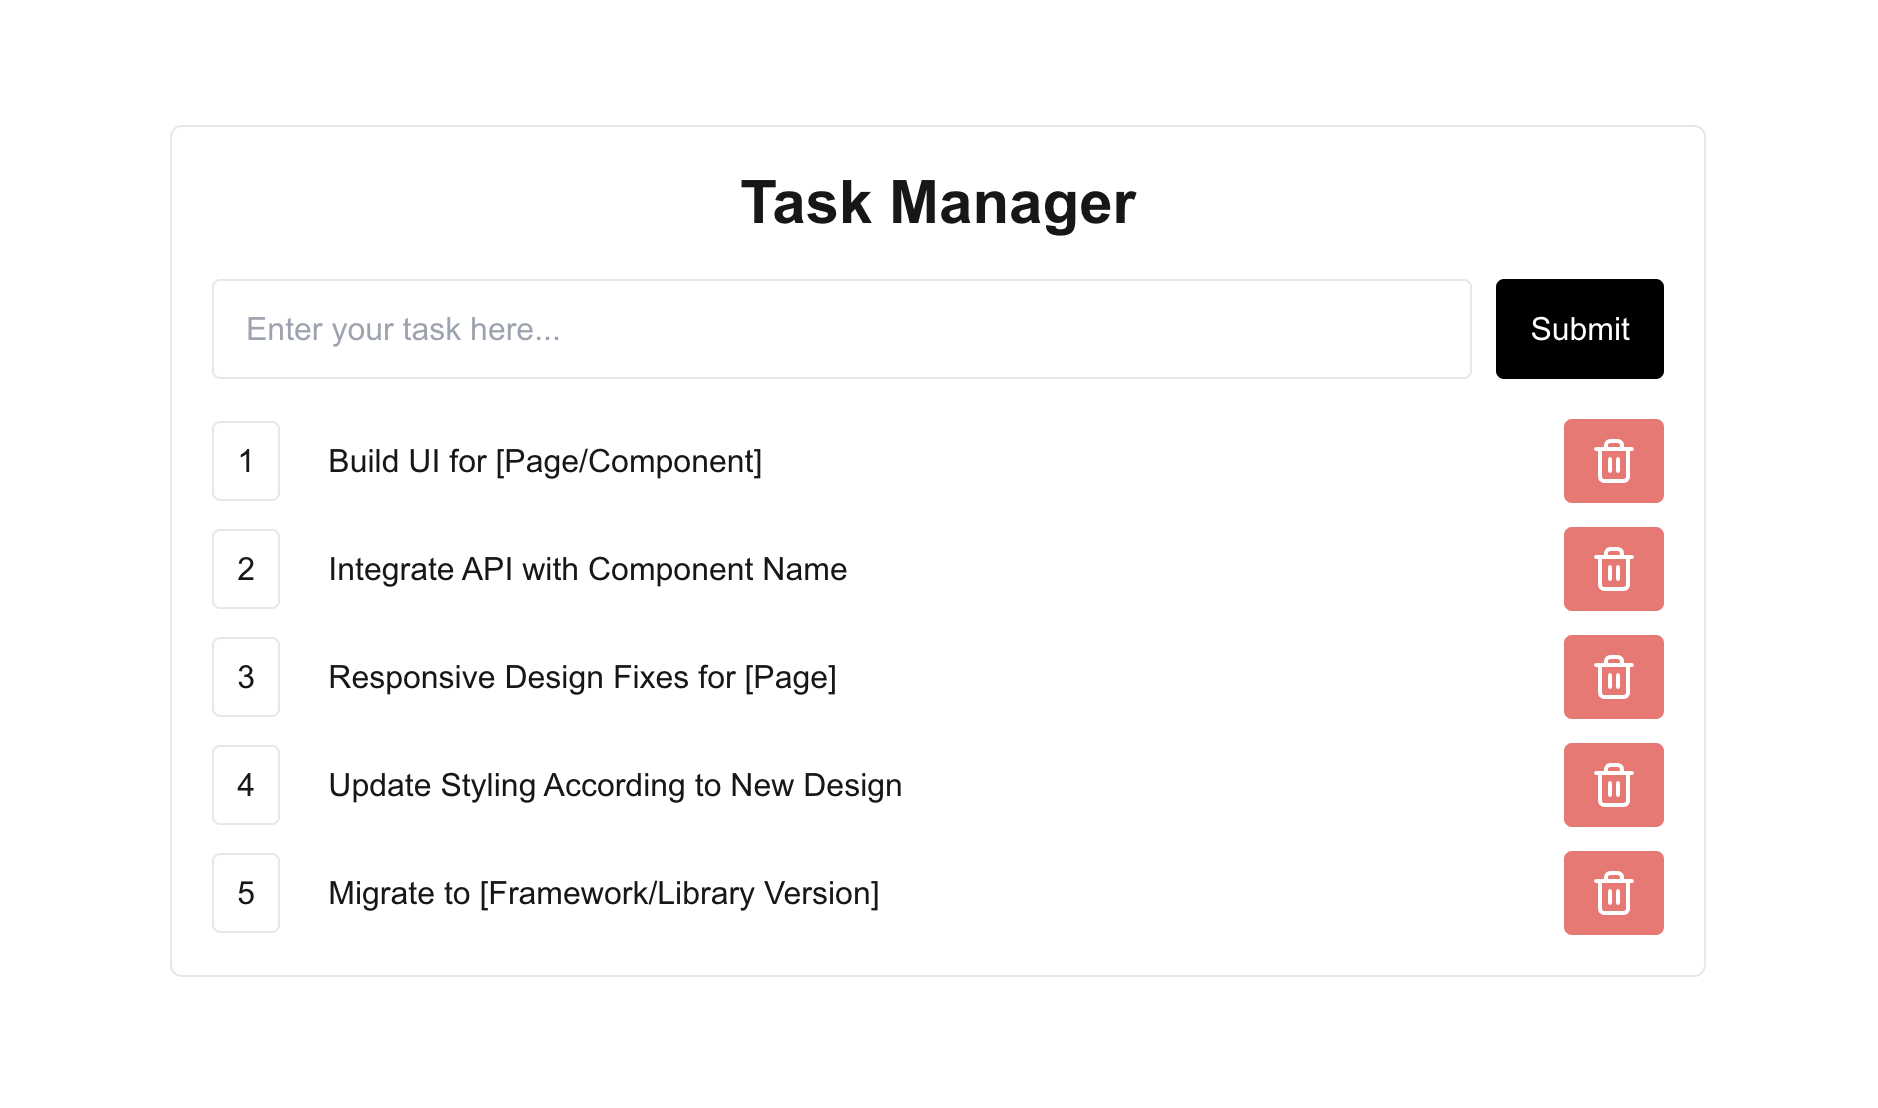 Task Manager
Enter your task here...
Submit
1 Build UI for [Page/Component]
2 Integrate API with Component Name
3 Responsive Design Fixes for [Page]
4 Update Styling According to New Design
5 Migrate to [Framework/Library Version]